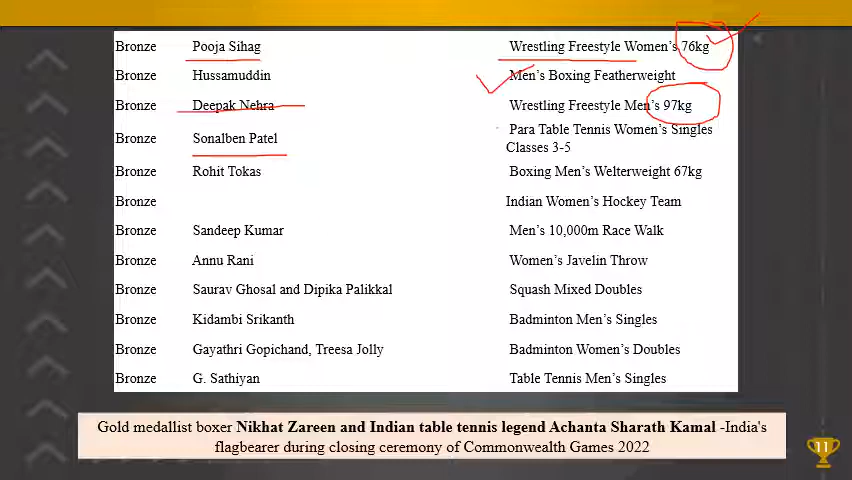 Bronze Pooja Sihag Wrestling Freestyle Women's 76kg
Bronze Hussamuddin Men's Boxing Featherweight
Bronze Deepak Nehra Wrestling Freestyle Men's 97kg
Bronze Sonalben Patel Para Table Tennis Women's Singles
Classes 3-5
Bronze Rohit Tokas Boxing Men's Welterweight 67kg
Bronze Indian Women's Hockey Team
Bronze Sandeep Kumar Men's 10,000m Race Walk
Bronze Annu Rani Women's Javelin Throw
Bronze Saurav Ghosal and Dipika Palikkal Squash Mixed Doubles
Bronze Kidambi Srikanth Badminton Men's Singles
Bronze Gayathri Gopichand, Treesa Jolly Badminton Women's Doubles
Bronze G. Sathiyan Table Tennis Men's Singles
Gold medallist boxer Nikhat Zareen and Indian table tennis legend Achanta Sharath Kamal -India's
flagbearer during closing ceremony of Commonwealth Games 2022
11